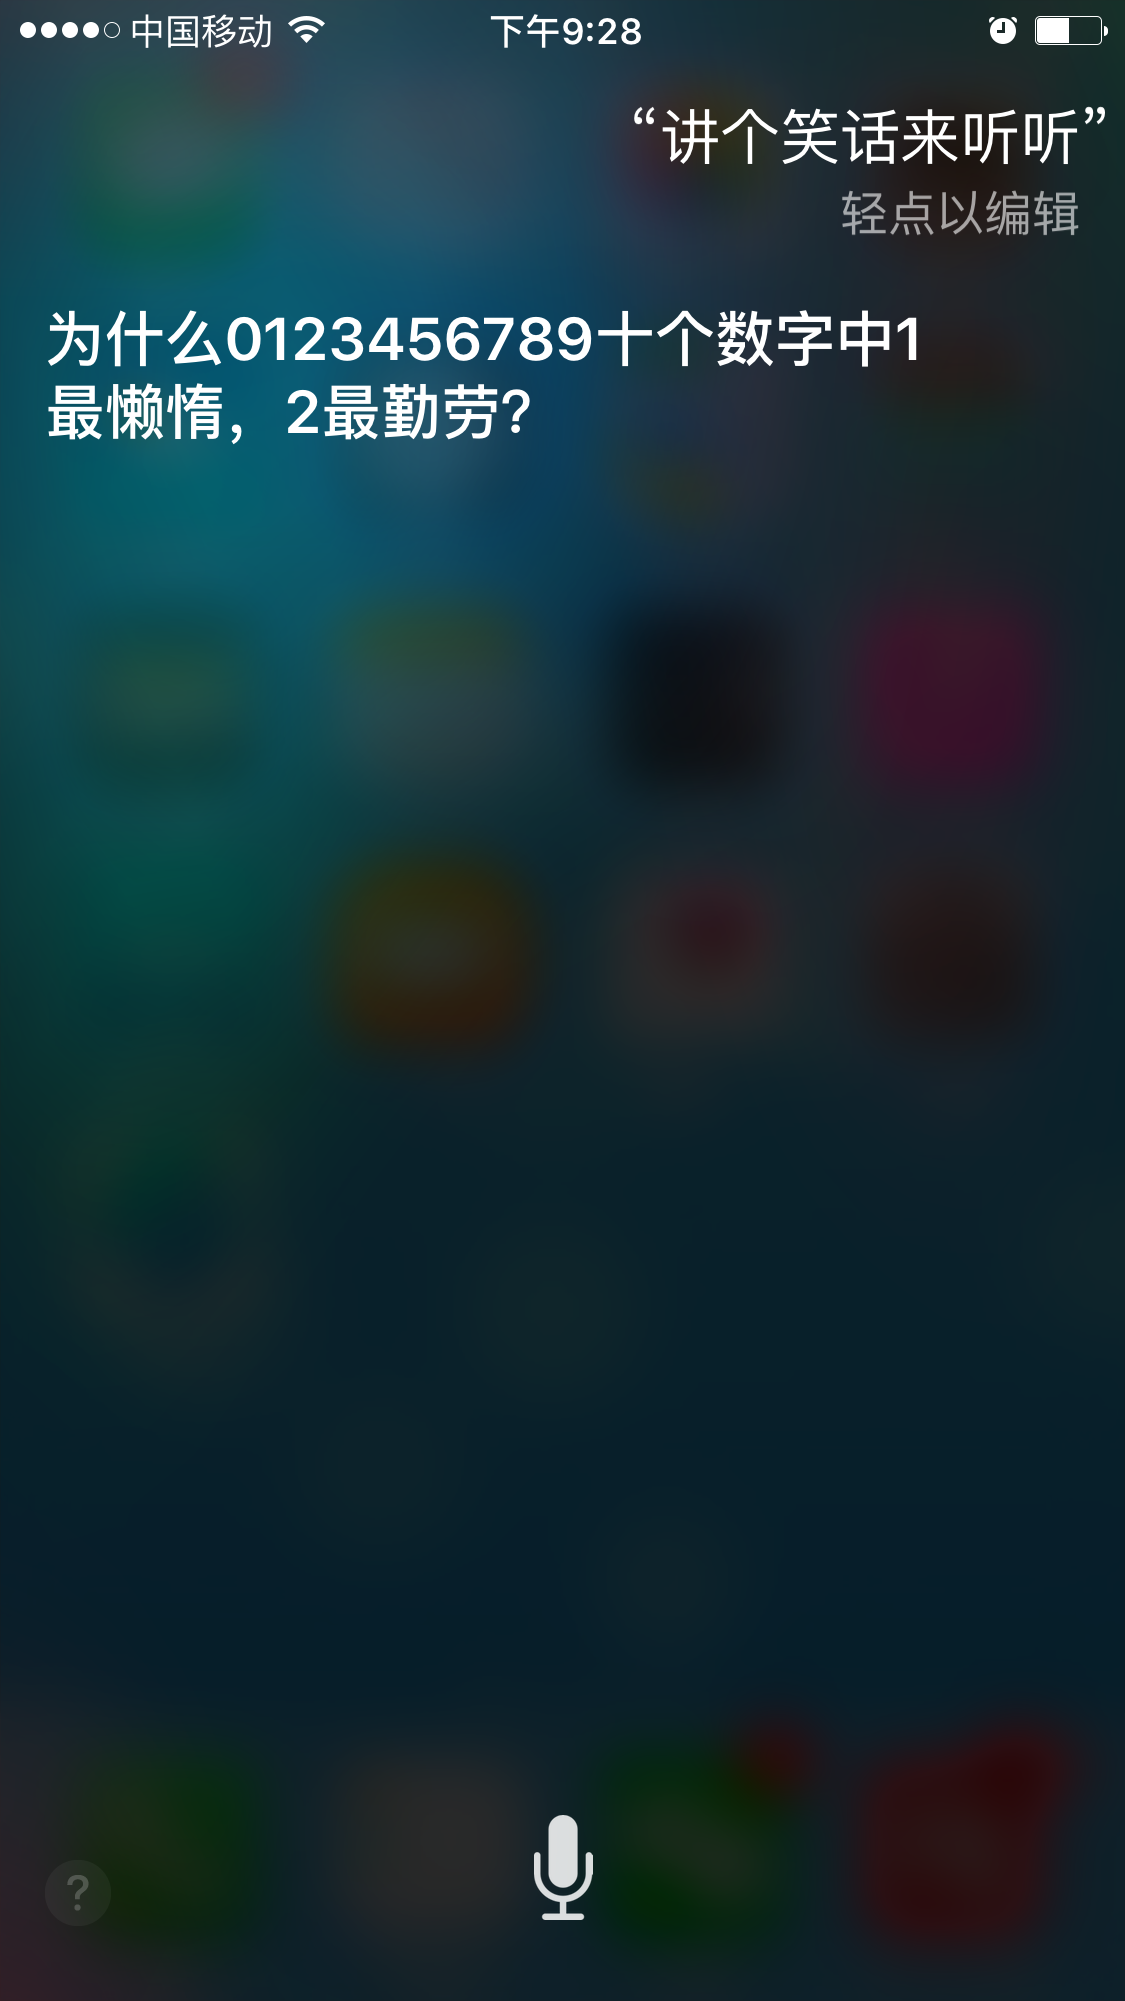 中国移动 下午9:28
“讲个笑话来听听”
轻点以编辑
为什么0123456789十个数字中1
最懒惰，2最勤劳?
?